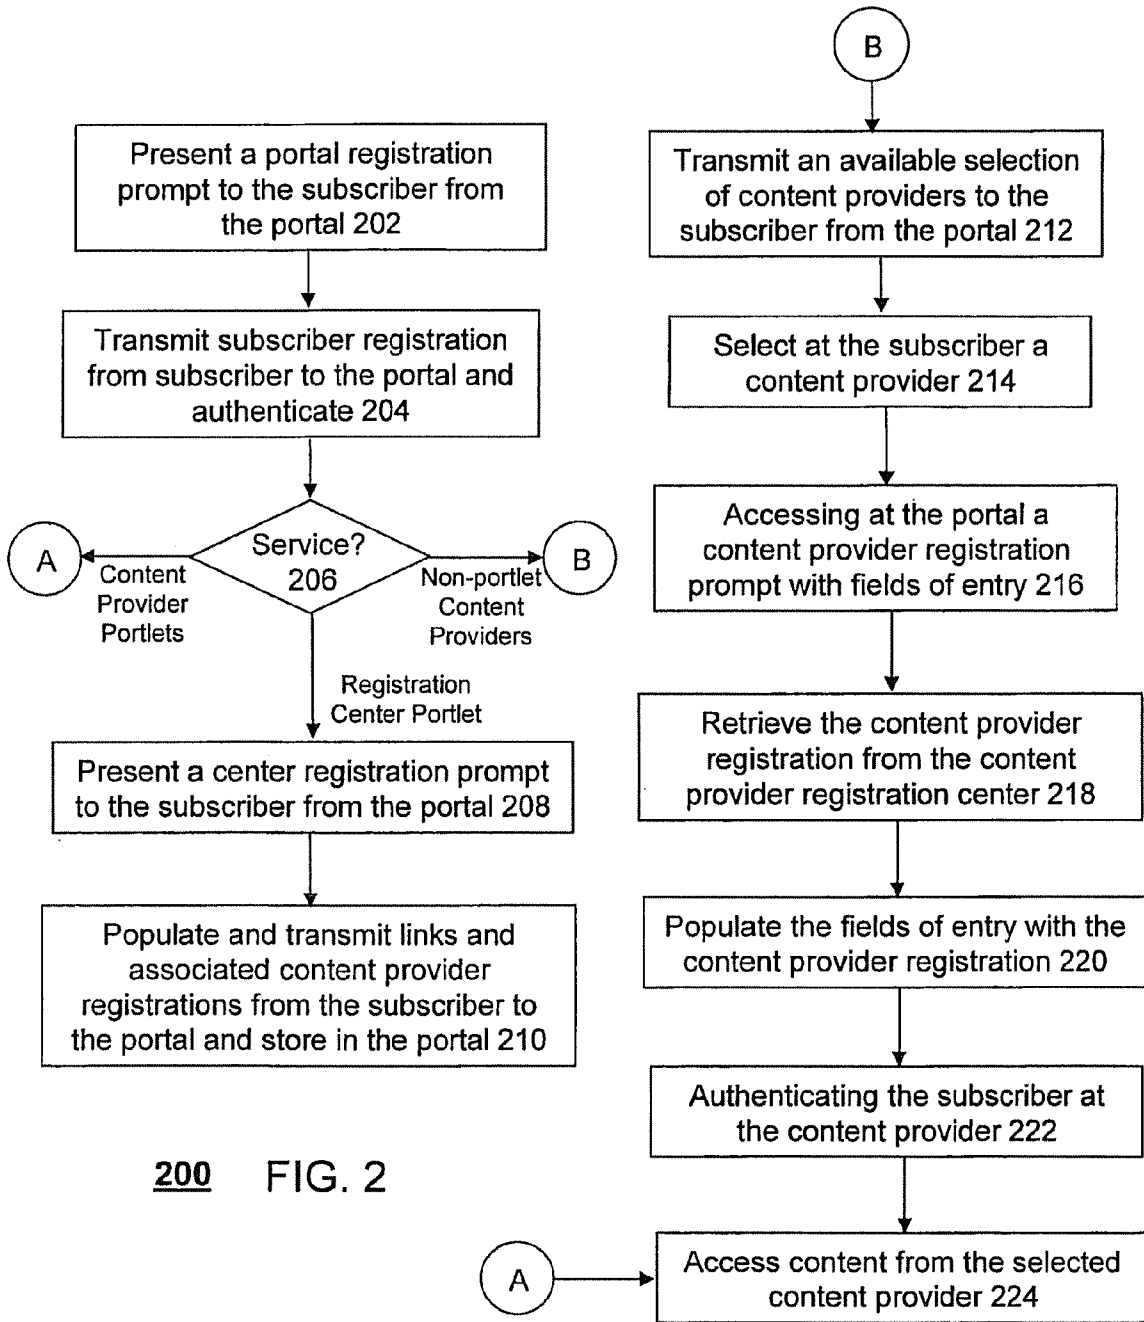 Present a portal registration
prompt to the subscriber from
the portal 202
Transmit subscriber registration
from subscriber to the portal and
authenticate 204
Service?
206
A
Content
Provider
Portlets
B
Non-portlet
Content
Providers
Registration
Center Portlet
Present a center registration prompt
to the subscriber from the portal 208
Populate and transmit links and
associated content provider
registrations from the subscriber to
the portal and store in the portal 210
B
Transmit an available selection
of content providers to the
subscriber from the portal 212
Select at the subscriber a
content provider 214
Accessing at the portal a
content provider registration
prompt with fields of entry 216
Retrieve the content provider
registration from the content
provider registration center 218
Populate the fields of entry with the
content provider registration 220
Authenticating the subscriber at
the content provider 222
A
Access content from the selected
content provider 224
200 FIG. 2